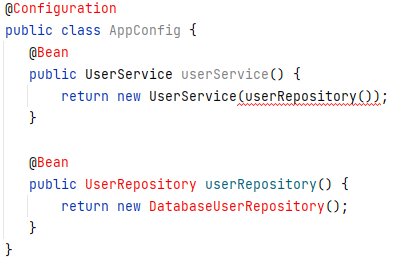 @Configuration
public class AppConfig {
    @Bean
    public UserService userService() {
        return new UserService(userRepository());
    }

    @Bean
    public UserRepository userRepository() {
        return new DatabaseUserRepository();
    }
}